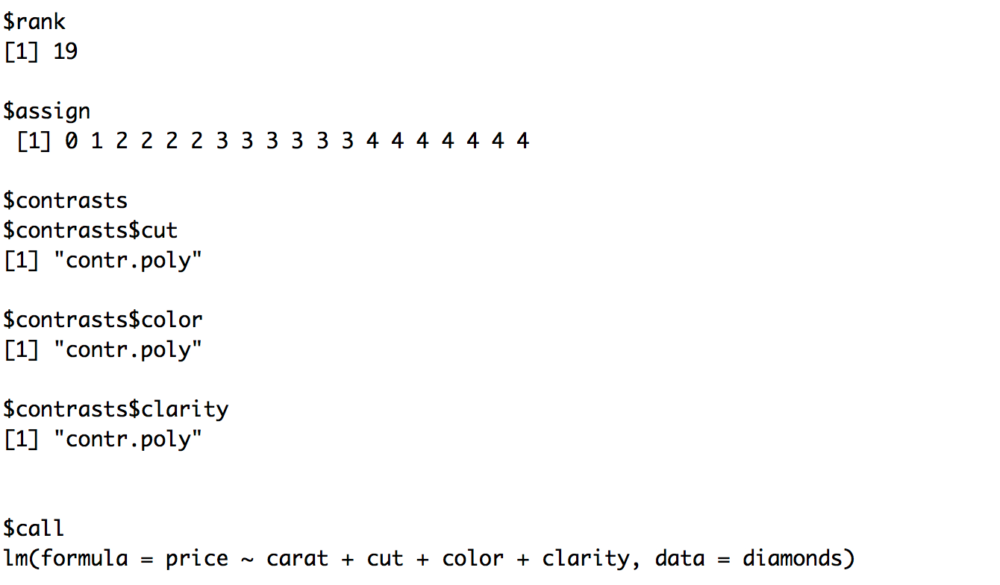 $rank
[1] 19
$assign
[1] 0 1 2 2 2 2 3 3 3 3 3 3 4 4 4 4 4 4 4
$contrasts
$contrasts$cut
[1] "contr.poly"
$contrasts$color
[1] "contr.poly"
$contrasts$clarity
[1] "contr.poly"
$call
lm(formula = price ~ carat + cut + color + clarity, data = diamonds)